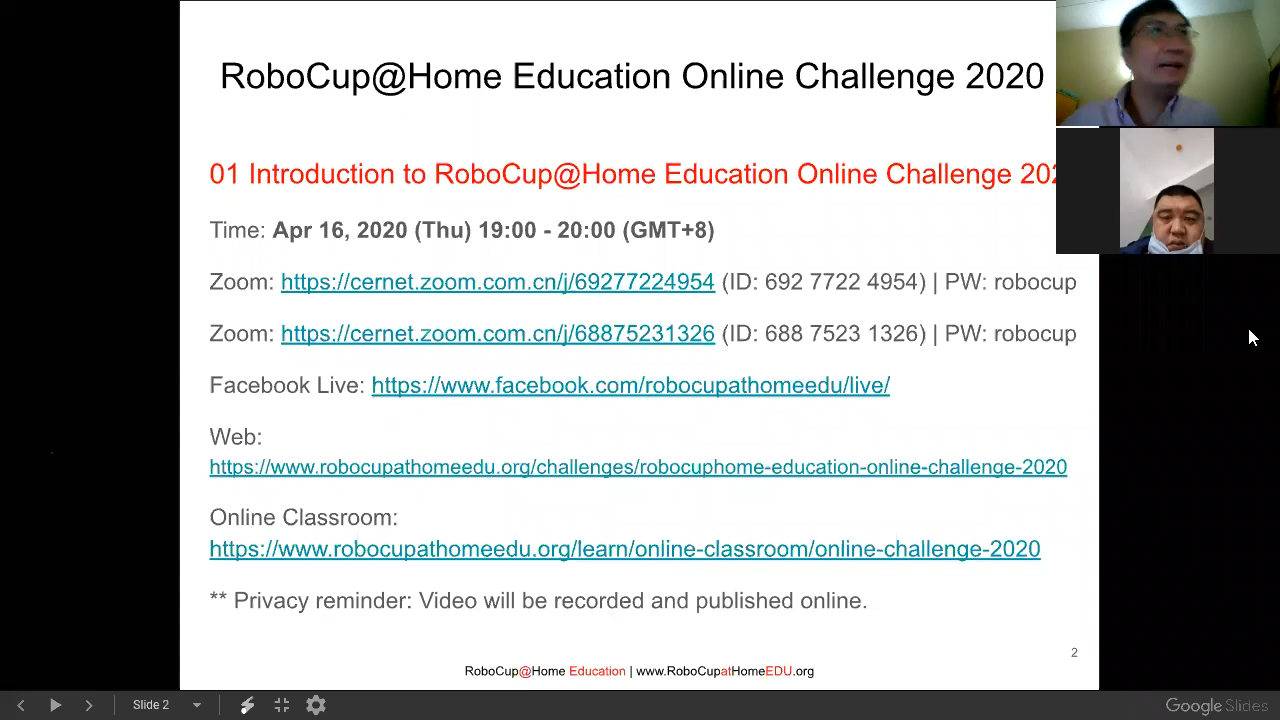 RoboCup@Home Education Online Challenge 2020
01 Introduction to RoboCup@Home Education Online Challenge 202
Time: Apr 16, 2020 (Thu) 19:00 - 20:00 (GMT+8)
Zoom: https://cernet.zoom.com.cn/j/69277224954 (ID: 692 7722 4954) | PW: robocup
Zoom: https://cernet.zoom.com.cn/j/68875231326 (ID: 688 7523 1326) | PW: robocup
Facebook Live: https://www.facebook.com/robocupathomeedu/live/
Web:
https://www.robocupathomeedu.org/challenges/robocuphome-education-online-challenge-2020
Online Classroom:
https://www.robocupathomeedu.org/learn/online-classroom/online-challenge-2020
** Privacy reminder: Video will be recorded and published online.
2
RoboCup@Home Education | www.RoboCupatHomeEDU.org
Slide 2
Google Slides